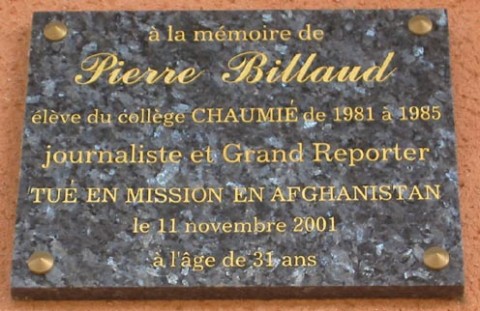 à la mémoire de
Pierre Billaud
élève du collège CHAUMIÉ de 1981 à 1985
journaliste et Grand Reporter
TUÉ EN MISSION EN AFGHANISTAN
le 11 novembre 2001
à l'âge de 31 ans